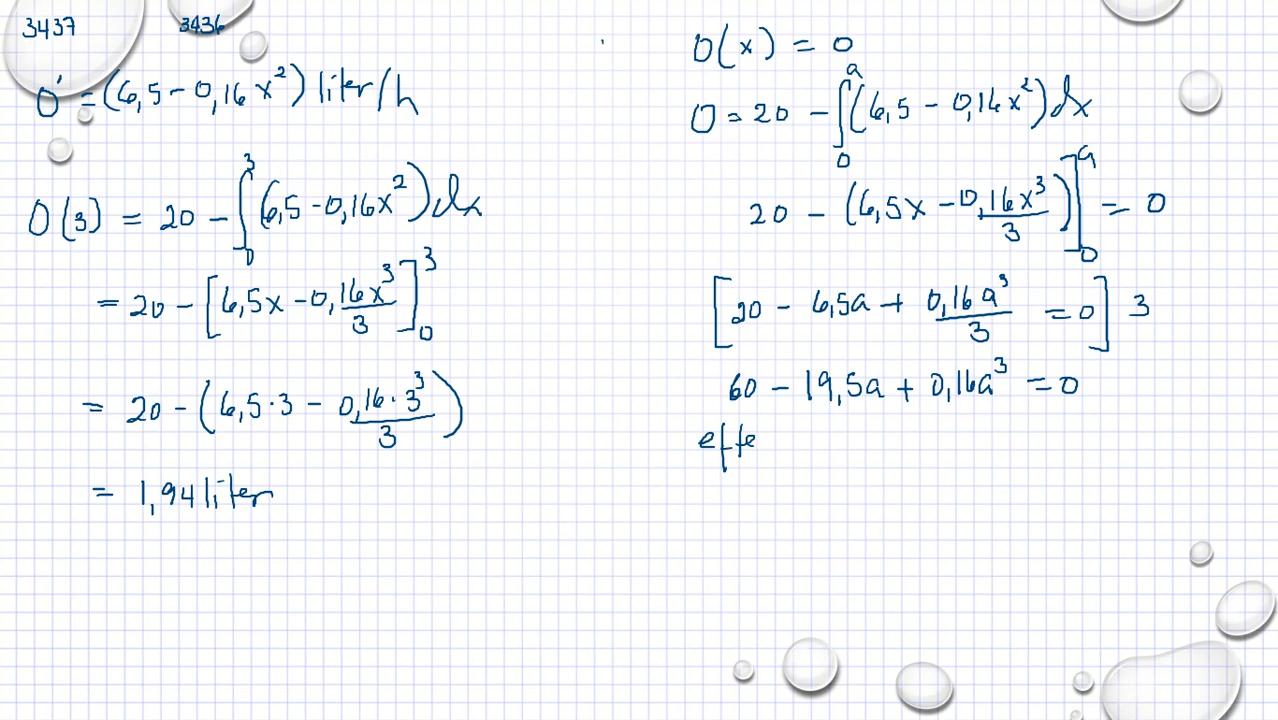 3437 3436
O' = (6,5 - 0,16x²) liter/h
O(3) = 20 - ∫₀³ (6,5 - 0,16x²) dx
= 20 - [6,5x - 0,16x³/3]₀³
= 20 - (6,5·3 - 0,16·3³/3)
= 1,94 liter
O(x) = 0
0 = 20 - ∫₀ᵃ (6,5 - 0,16x²) dx
20 - (6,5x - 0,16x³/3)]₀ᵃ = 0
[20 - 6,5a + 0,16a³/3 = 0] 3
60 - 19,5a + 0,16a³ = 0
effe